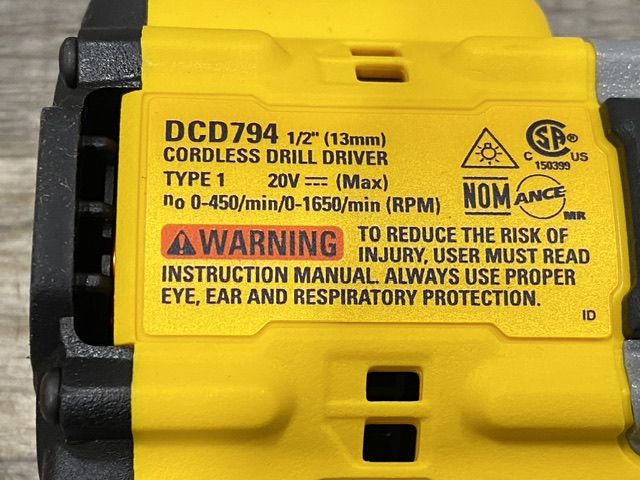 DCD794 1/2" (13mm)
CORDLESS DRILL DRIVER
TYPE 1 20V ⎓ (Max)
no 0-450/min/0-1650/min (RPM)
CSA®
C US
150399
NOM ANCE
MR
WARNING TO REDUCE THE RISK OF
INJURY, USER MUST READ
INSTRUCTION MANUAL. ALWAYS USE PROPER
EYE, EAR AND RESPIRATORY PROTECTION.
ID